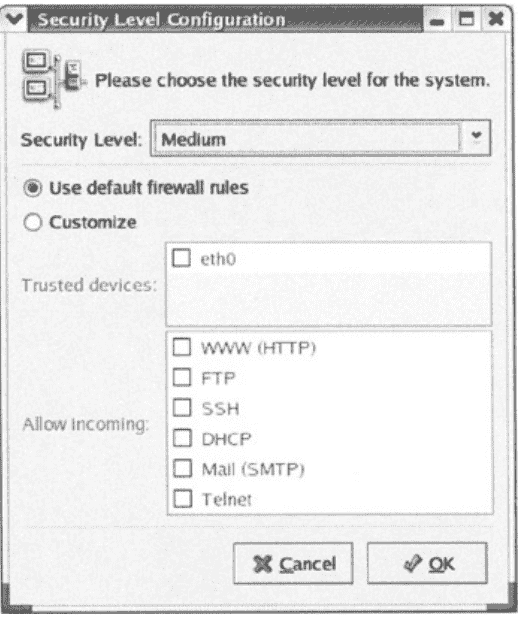 Security Level Configuration
Please choose the security level for the system.
Security Level: Medium
Use default firewall rules
Customize
Trusted devices:
eth0
Allow incoming:
WWW (HTTP)
FTP
SSH
DHCP
Mail (SMTP)
Telnet
Cancel
OK